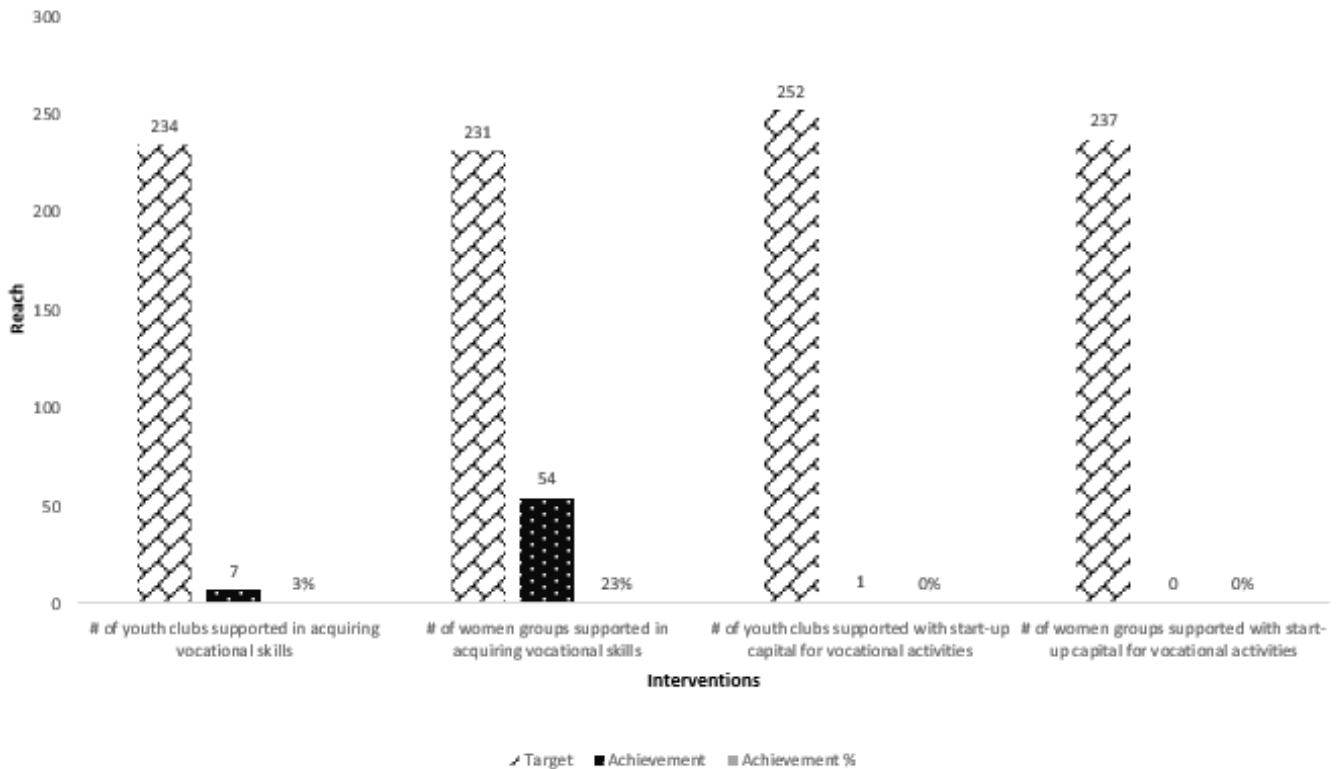 300
250
200
150
100
50
0
Reach
234
7
3%
231
54
23%
252
1
0%
237
0
0%
# of youth clubs supported in acquiring
vocational skills
# of women groups supported in
acquiring vocational skills
# of youth clubs supported with start-up
capital for vocational activities
# of women groups supported with start-
up capital for vocational activities
Interventions
Target
Achievement
Achievement %